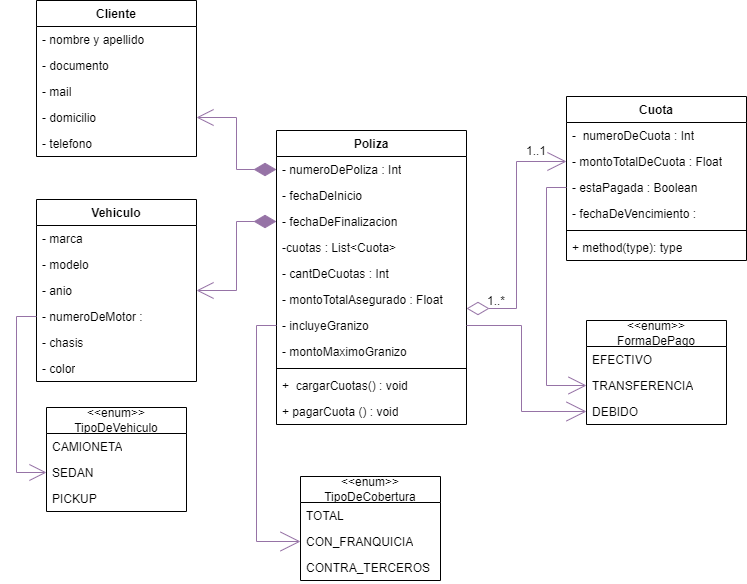 Cliente
- nombre y apellido
- documento
- mail
- domicilio
- telefono
Vehiculo
- marca
- modelo
- anio
- numeroDeMotor :
- chasis
- color
<<enum>>
TipoDeVehiculo
CAMIONETA
SEDAN
PICKUP
Poliza
- numeroDePoliza : Int
- fechaDeInicio
- fechaDeFinalizacion
-cuotas : List<Cuota>
- cantDeCuotas : Int
- montoTotalAsegurado : Float
- incluyeGranizo
- montoMaximoGranizo
+ cargarCuotas() : void
+ pagarCuota () : void
1..*
1..1
Cuota
- numeroDeCuota : Int
- montoTotalDeCuota : Float
- estaPagada : Boolean
- fechaDeVencimiento :
+ method(type): type
<<enum>>
FormaDePago
EFECTIVO
TRANSFERENCIA
DEBIDO
<<enum>>
TipoDeCobertura
TOTAL
CON_FRANQUICIA
CONTRA_TERCEROS